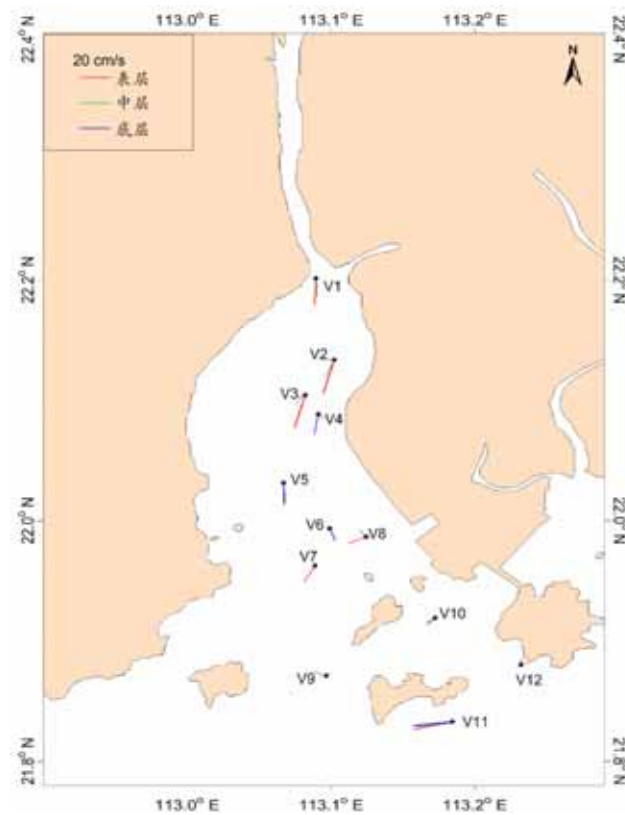 113.0° E 113.1° E 113.2° E
22.4° N 22.4° N
20 cm/s
表层
中层
底层
N
22.2° N 22.2° N
V1
V2
V3
V4
V5
22.0° N 22.0° N
V6
V8
V7
V10
V9
V12
V11
21.8° N 21.8° N
113.0° E 113.1° E 113.2° E